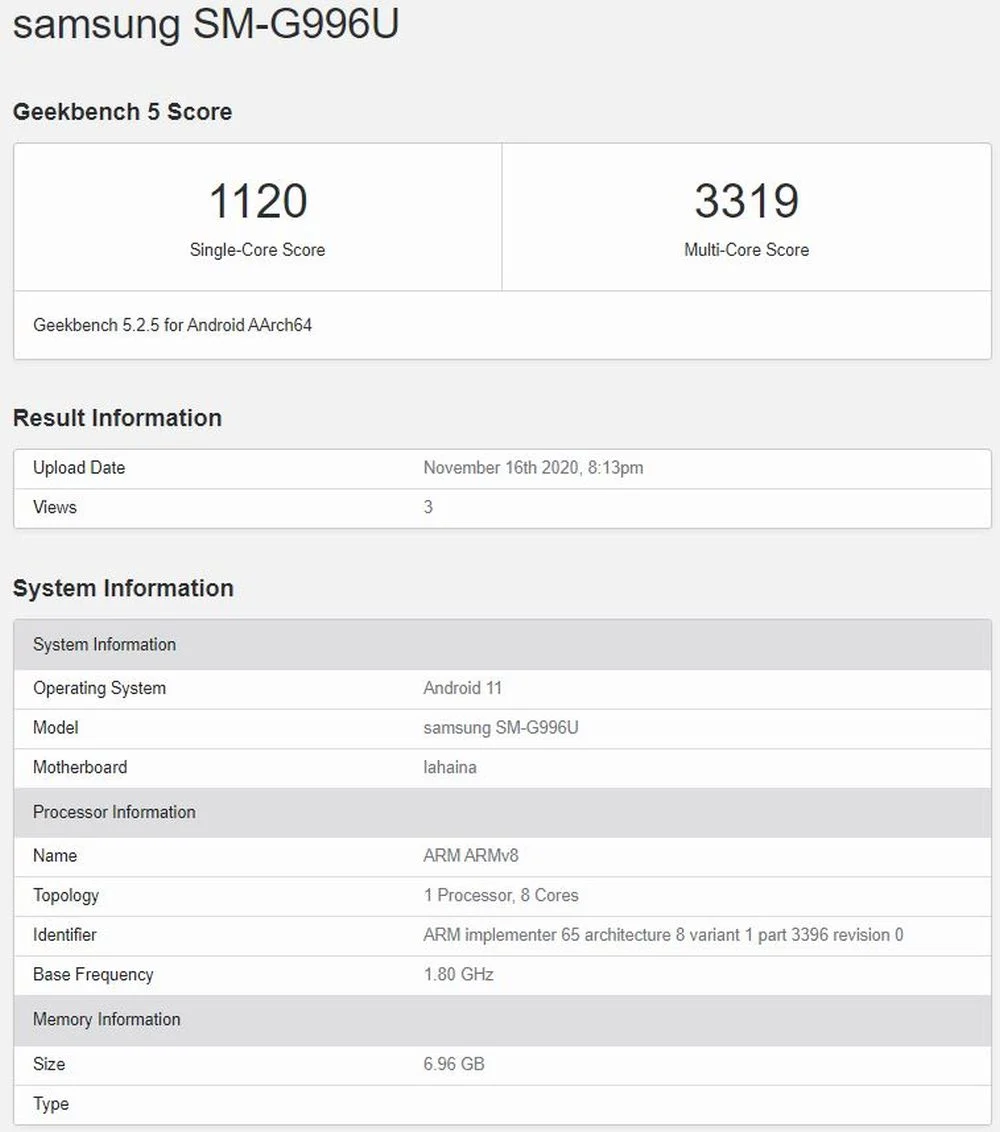 samsung SM-G996U
Geekbench 5 Score
1120
3319
Single-Core Score
Multi-Core Score
Geekbench 5.2.5 for Android AArch64
Result Information
Upload Date November 16th 2020, 8:13pm
Views 3
System Information
System Information
Operating System Android 11
Model samsung SM-G996U
Motherboard lahaina
Processor Information
Name ARM ARMv8
Topology 1 Processor, 8 Cores
Identifier ARM implementer 65 architecture 8 variant 1 part 3396 revision 0
Base Frequency 1.80 GHz
Memory Information
Size 6.96 GB
Type